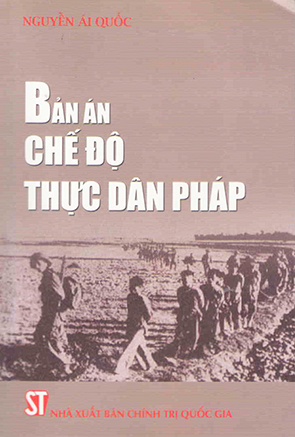 NGUYỄN ÁI QUỐC
BẢN ÁN
CHẾ ĐỘ
THỰC DÂN PHÁP
ST NHÀ XUẤT BẢN CHÍNH TRỊ QUỐC GIA